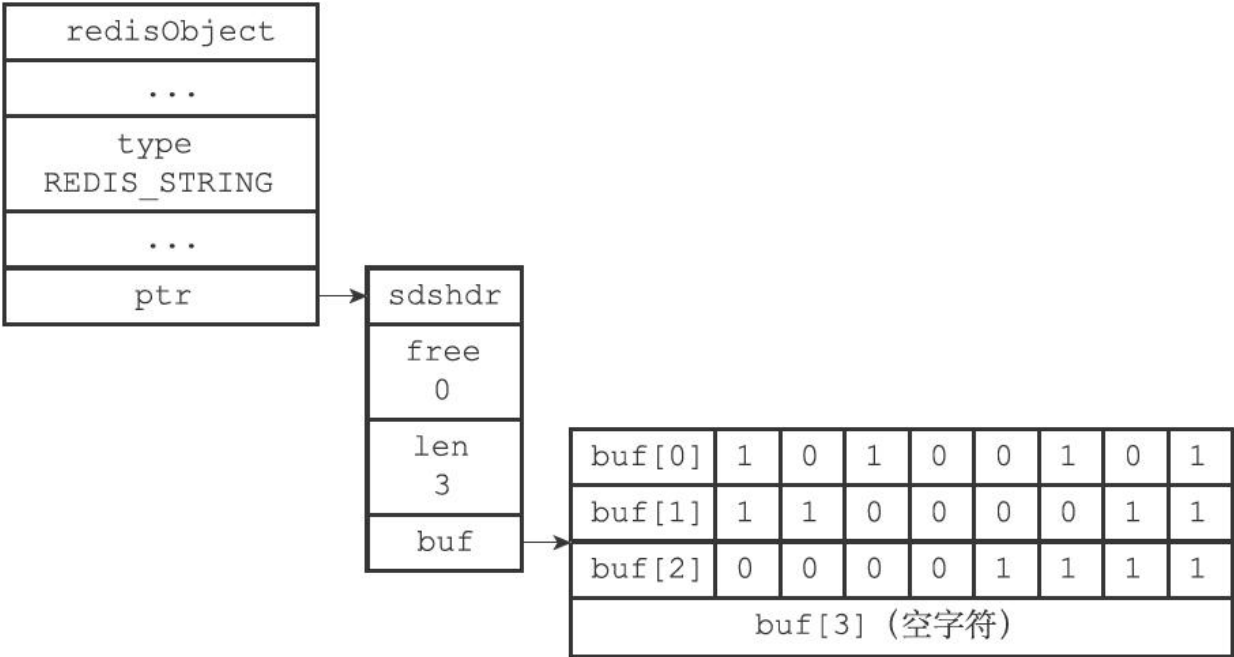 redisObject
...
type
REDIS_STRING
...
ptr
sdshdr
free
0
len
3
buf
buf[0] 1 0 1 0 0 1 0 1
buf[1] 1 1 0 0 0 0 1 1
buf[2] 0 0 0 0 1 1 1 1
buf[3] (空字符)